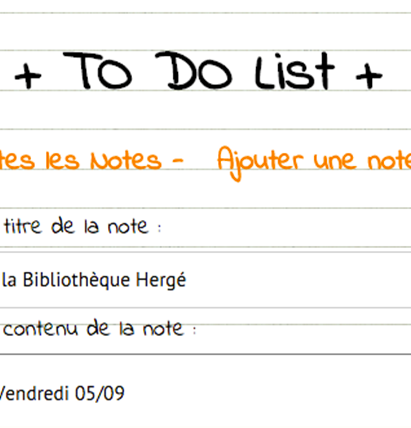 + To Do List +
les Notes - Ajouter une note
titre de la note :
la Bibliothèque Hergé
contenu de la note :
Vendredi 05/09